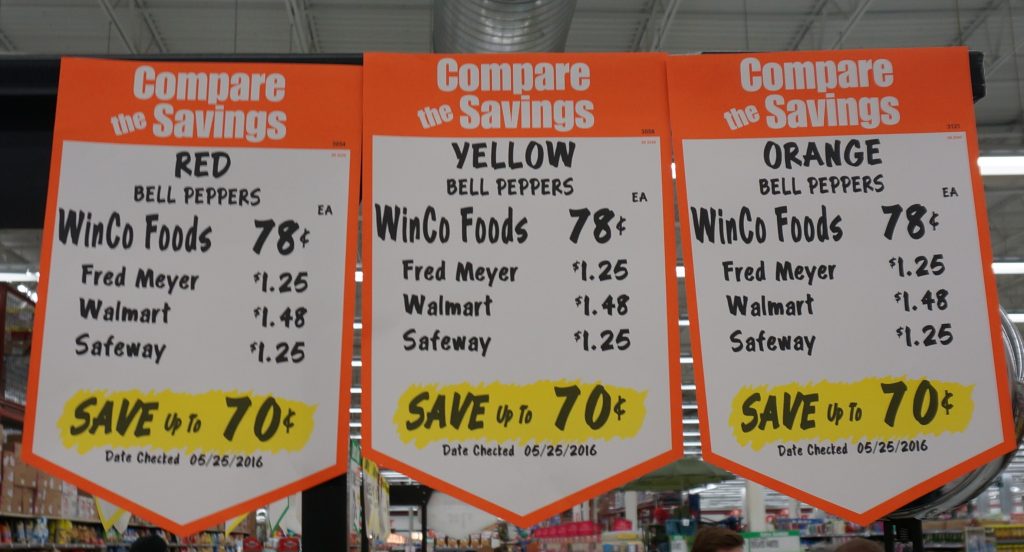 Compare
the Savings
RED
BELL PEPPERS
EA
WinCo Foods 78¢
Fred Meyer $1.25
Walmart $1.48
Safeway $1.25
SAVE Up To 70¢
Date Checked 05/25/2016
Compare
the Savings
YELLOW
BELL PEPPERS
EA
WinCo Foods 78¢
Fred Meyer $1.25
Walmart $1.48
Safeway $1.25
SAVE Up To 70¢
Date Checked 05/25/2016
Compare
the Savings
3121
ORANGE
BELL PEPPERS
EA
WinCo Foods 78¢
Fred Meyer $1.25
Walmart $1.48
Safeway $1.25
SAVE Up To 70¢
Date Checked 05/25/2016